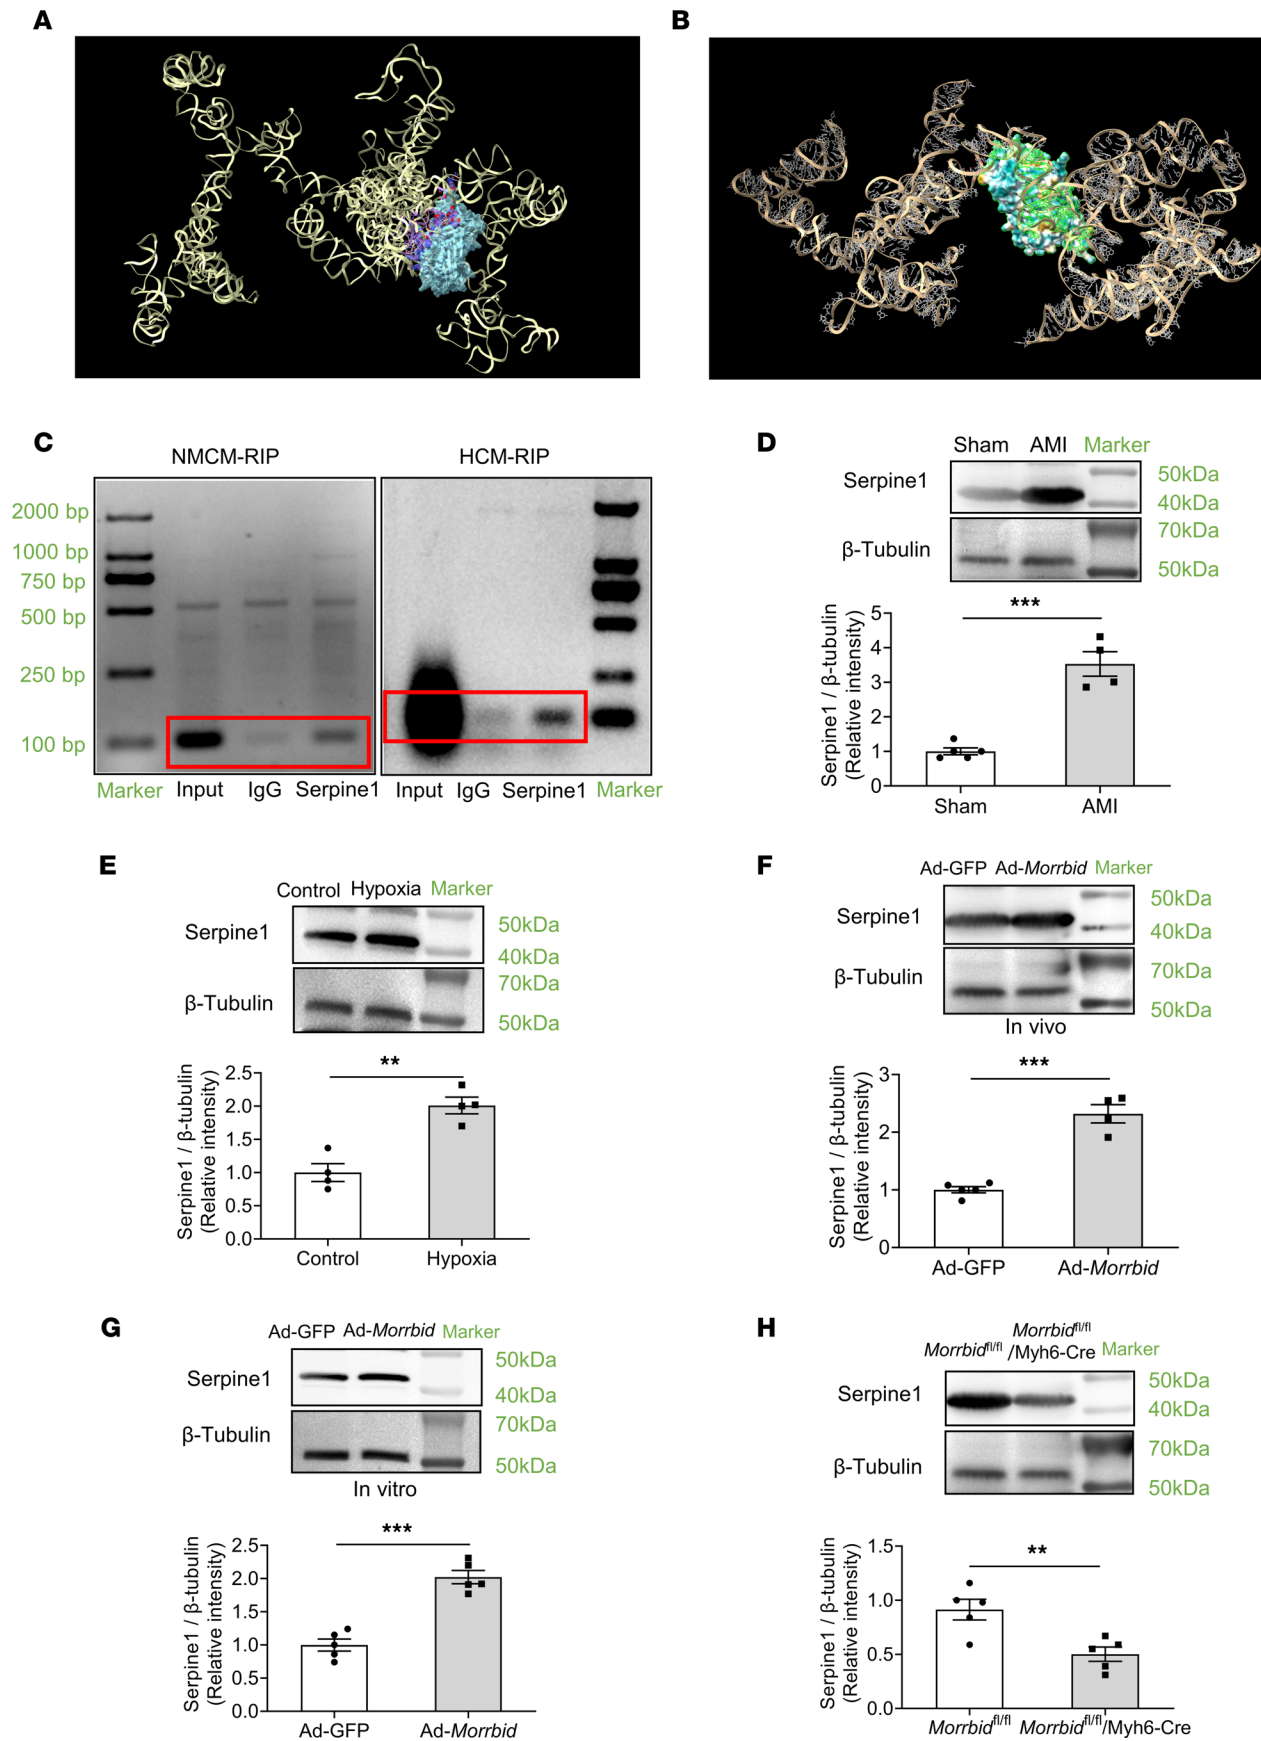 A
B
C
NMCM-RIP
HCM-RIP
2000 bp
1000 bp
750 bp
500 bp
250 bp
100 bp
Marker Input IgG Serpine1
Input IgG Serpine1 Marker
D
Sham AMI Marker
Serpine1
50kDa
40kDa
β-Tubulin
70kDa
50kDa
Serpine1 / β-tubulin
(Relative intensity)
***
5
4
3
2
1
0
Sham AMI
E
Control Hypoxia Marker
Serpine1
50kDa
40kDa
β-Tubulin
70kDa
50kDa
Serpine1 / β-tubulin
(Relative intensity)
**
2.5
2.0
1.5
1.0
0.5
0.0
Control Hypoxia
F
Ad-GFP Ad-Morrbid Marker
Serpine1
50kDa
40kDa
β-Tubulin
70kDa
50kDa
In vivo
Serpine1 / β-tubulin
(Relative intensity)
***
3
2
1
0
Ad-GFP Ad-Morrbid
G
Ad-GFP Ad-Morrbid Marker
Serpine1
50kDa
40kDa
β-Tubulin
70kDa
50kDa
In vitro
Serpine1 / β-tubulin
(Relative intensity)
***
2.5
2.0
1.5
1.0
0.5
0.0
Ad-GFP Ad-Morrbid
H
Morrbidfl/fl
Morrbidfl/fl
/Myh6-Cre
Marker
Serpine1
50kDa
40kDa
β-Tubulin
70kDa
50kDa
Serpine1 / β-tubulin
(Relative intensity)
**
1.5
1.0
0.5
0.0
Morrbidfl/fl Morrbidfl/fl/Myh6-Cre